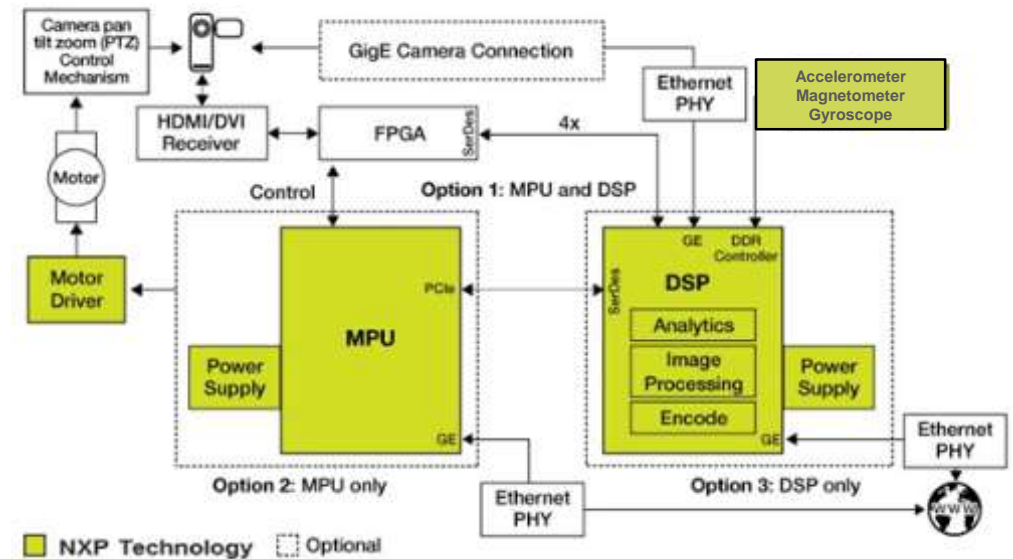 Camera pan
tilt zoom (PTZ)
Control
Mechanism
GigE Camera Connection
Ethernet
PHY
Accelerometer
Magnetometer
Gyroscope
HDMI/DVI
Receiver
FPGA
SerDes
4x
Motor
Control
Option 1: MPU and DSP
Motor
Driver
MPU
PCIe
GE
Power
Supply
GE
DDR
Controller
SerDes
DSP
Analytics
Image
Processing
Encode
GE
Power
Supply
Ethernet
PHY
Option 2: MPU only
Ethernet
PHY
Option 3: DSP only
WWW
NXP Technology
Optional